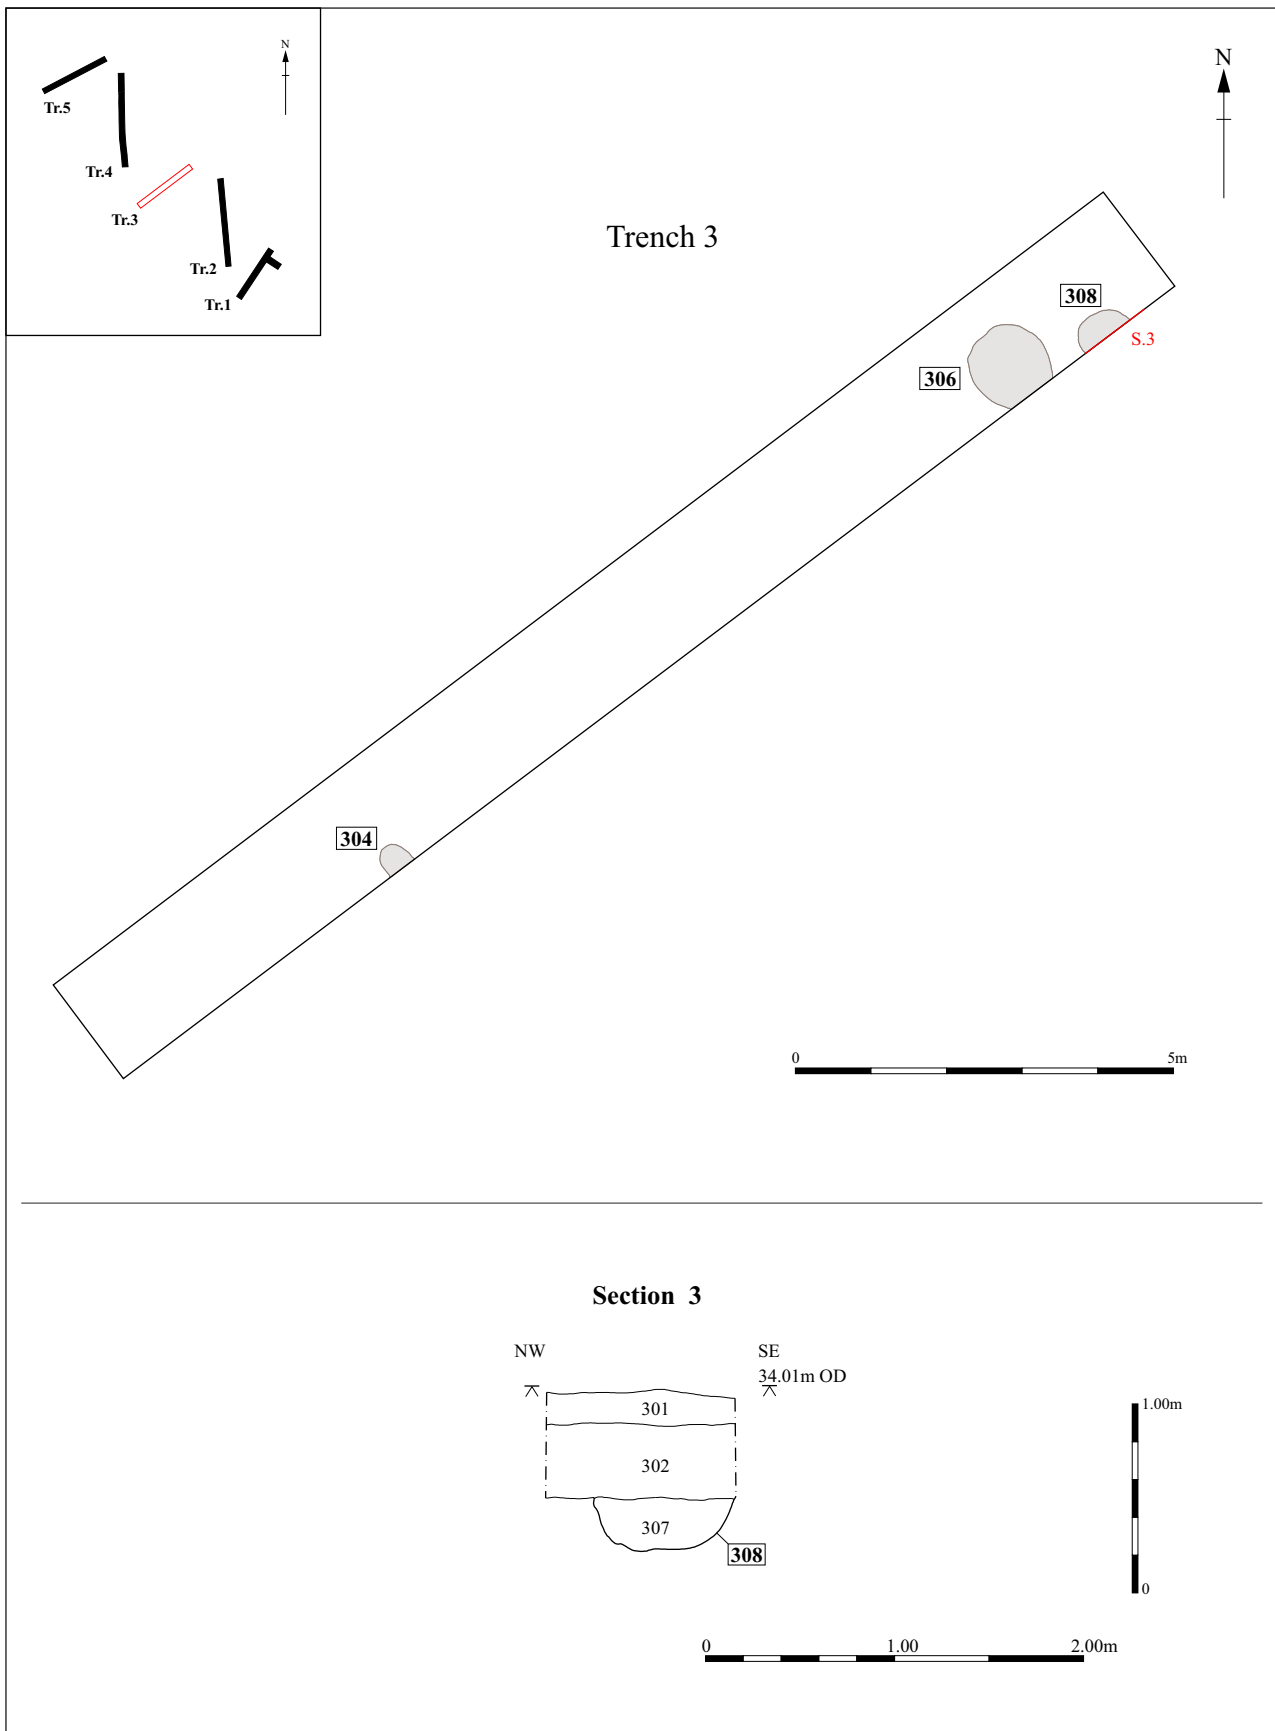 N
Tr.5
Tr.4
Tr.3
Tr.2
Tr.1
N
Trench 3
308
S.3
306
304
0 5m
Section 3
NW SE
34.01m OD
301
302
307
308
1.00m
0
0 1.00 2.00m